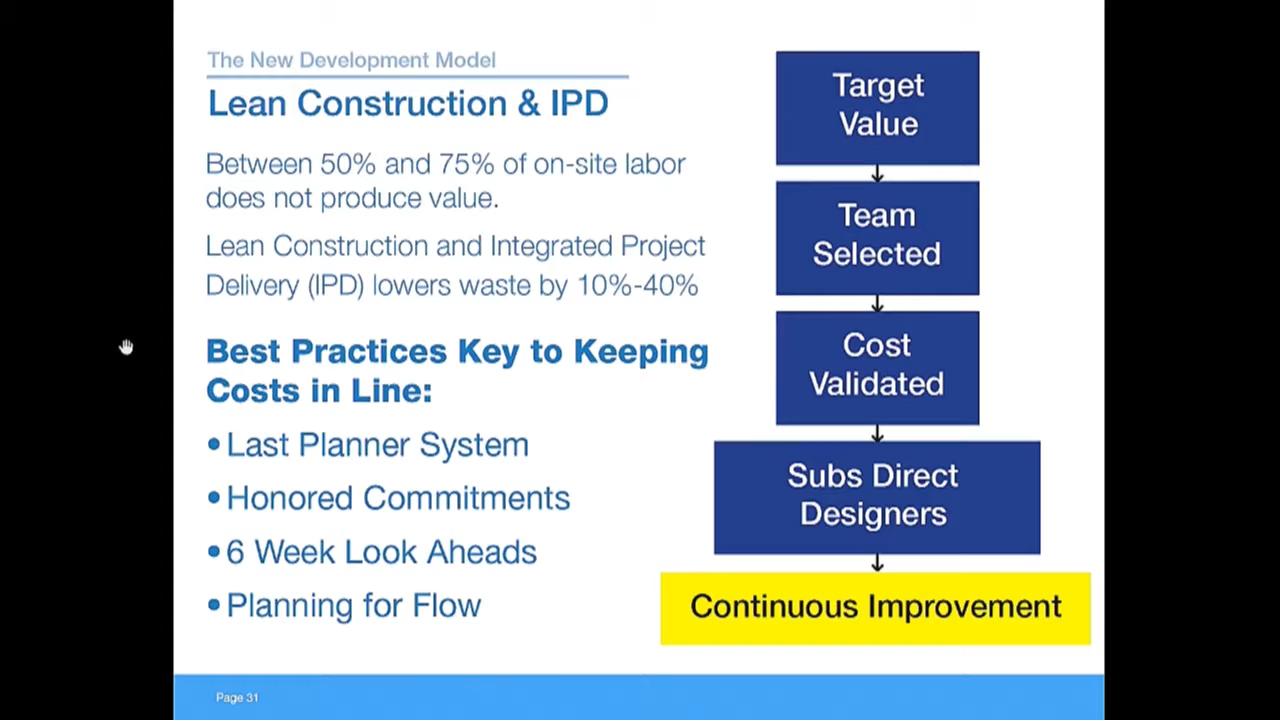 The New Development Model
Lean Construction & IPD
Between 50% and 75% of on-site labor
does not produce value.
Lean Construction and Integrated Project
Delivery (IPD) lowers waste by 10%-40%
Best Practices Key to Keeping
Costs in Line:
• Last Planner System
• Honored Commitments
• 6 Week Look Aheads
• Planning for Flow
Target
Value
Team
Selected
Cost
Validated
Subs Direct
Designers
Continuous Improvement
Page 31